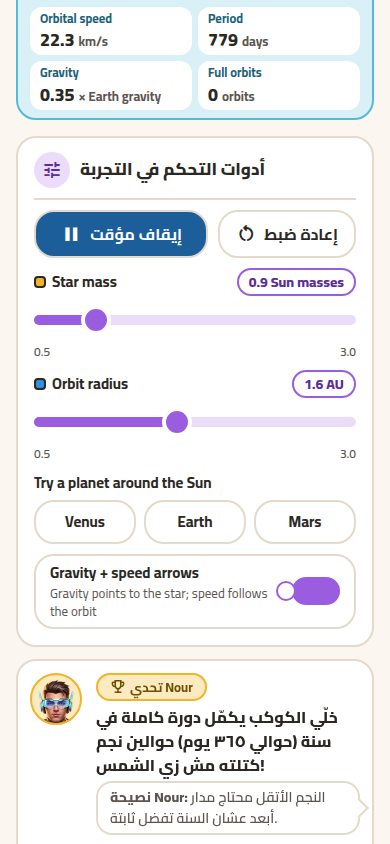 Orbital speed
22.3 km/s
Period
779 days
Gravity
0.35 × Earth gravity
Full orbits
0 orbits
أدوات التحكم في التجربة
إيقاف مؤقت
إعادة ضبط
Star mass
0.9 Sun masses
0.5
3.0
Orbit radius
1.6 AU
0.5
3.0
Try a planet around the Sun
Venus
Earth
Mars
Gravity + speed arrows
Gravity points to the star; speed follows
the orbit
تحدي Nour
خلّي الكوكب يكمّل دورة كاملة في
سنة (حوالي ٣٦٥ يوم) حوالين نجم
كتلته مش زي الشمس!
نصيحة Nour: النجم الأتقل محتاج مدار
أبعد عشان السنة تفضل ثابتة.